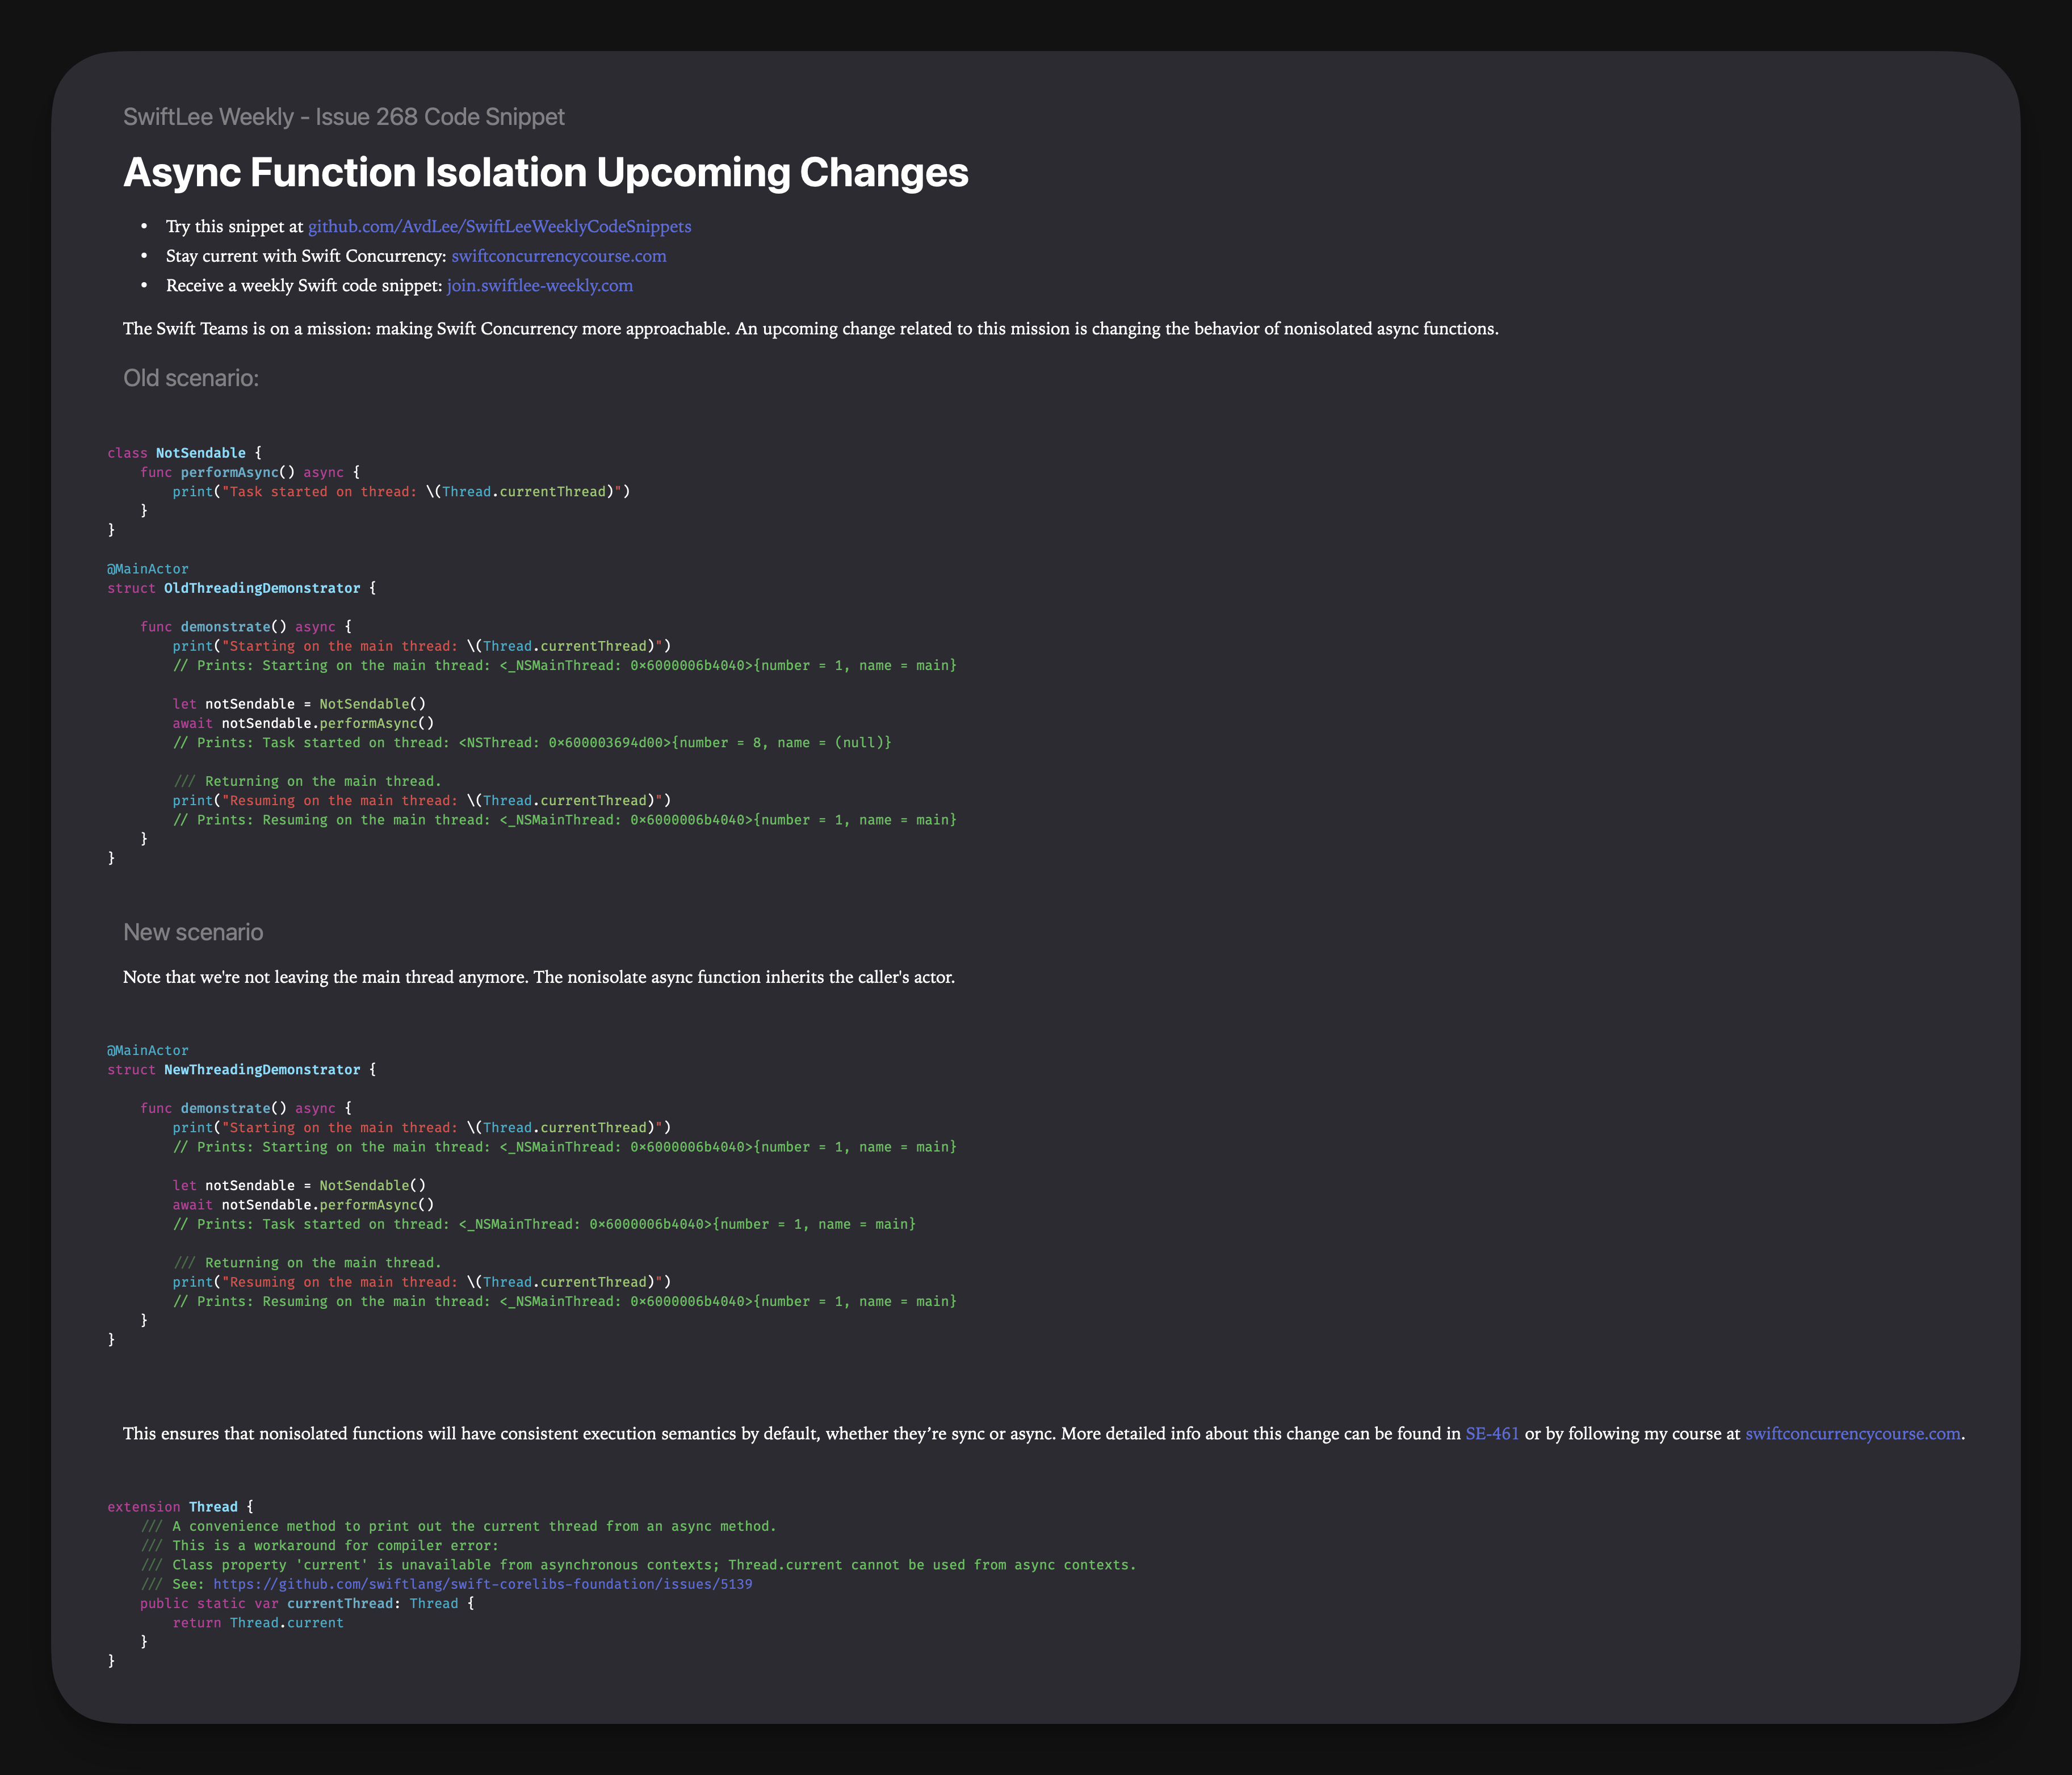 SwiftLee Weekly - Issue 268 Code Snippet
Async Function Isolation Upcoming Changes
• Try this snippet at github.com/AvdLee/SwiftLeeWeeklyCodeSnippets
• Stay current with Swift Concurrency: swiftconcurrencycourse.com
• Receive a weekly Swift code snippet: join.swiftlee-weekly.com
The Swift Teams is on a mission: making Swift Concurrency more approachable. An upcoming change related to this mission is changing the behavior of nonisolated async functions.
Old scenario:
class NotSendable {
    func performAsync() async {
        print("Task started on thread: \(Thread.currentThread)")
    }
}
@MainActor
struct OldThreadingDemonstrator {
    func demonstrate() async {
        print("Starting on the main thread: \(Thread.currentThread)")
        // Prints: Starting on the main thread: <_NSMainThread: 0x6000006b4040>{number = 1, name = main}
        let notSendable = NotSendable()
        await notSendable.performAsync()
        // Prints: Task started on thread: <NSThread: 0x600003694d00>{number = 8, name = (null)}
        /// Returning on the main thread.
        print("Resuming on the main thread: \(Thread.currentThread)")
        // Prints: Resuming on the main thread: <_NSMainThread: 0x6000006b4040>{number = 1, name = main}
    }
}
New scenario
Note that we're not leaving the main thread anymore. The nonisolate async function inherits the caller's actor.
@MainActor
struct NewThreadingDemonstrator {
    func demonstrate() async {
        print("Starting on the main thread: \(Thread.currentThread)")
        // Prints: Starting on the main thread: <_NSMainThread: 0x6000006b4040>{number = 1, name = main}
        let notSendable = NotSendable()
        await notSendable.performAsync()
        // Prints: Task started on thread: <_NSMainThread: 0x6000006b4040>{number = 1, name = main}
        /// Returning on the main thread.
        print("Resuming on the main thread: \(Thread.currentThread)")
        // Prints: Resuming on the main thread: <_NSMainThread: 0x6000006b4040>{number = 1, name = main}
    }
}
This ensures that nonisolated functions will have consistent execution semantics by default, whether they’re sync or async. More detailed info about this change can be found in SE-461 or by following my course at swiftconcurrencycourse.com.
extension Thread {
    /// A convenience method to print out the current thread from an async method.
    /// This is a workaround for compiler error:
    /// Class property 'current' is unavailable from asynchronous contexts; Thread.current cannot be used from async contexts.
    /// See: https://github.com/swiftlang/swift-corelibs-foundation/issues/5139
    public static var currentThread: Thread {
        return Thread.current
    }
}